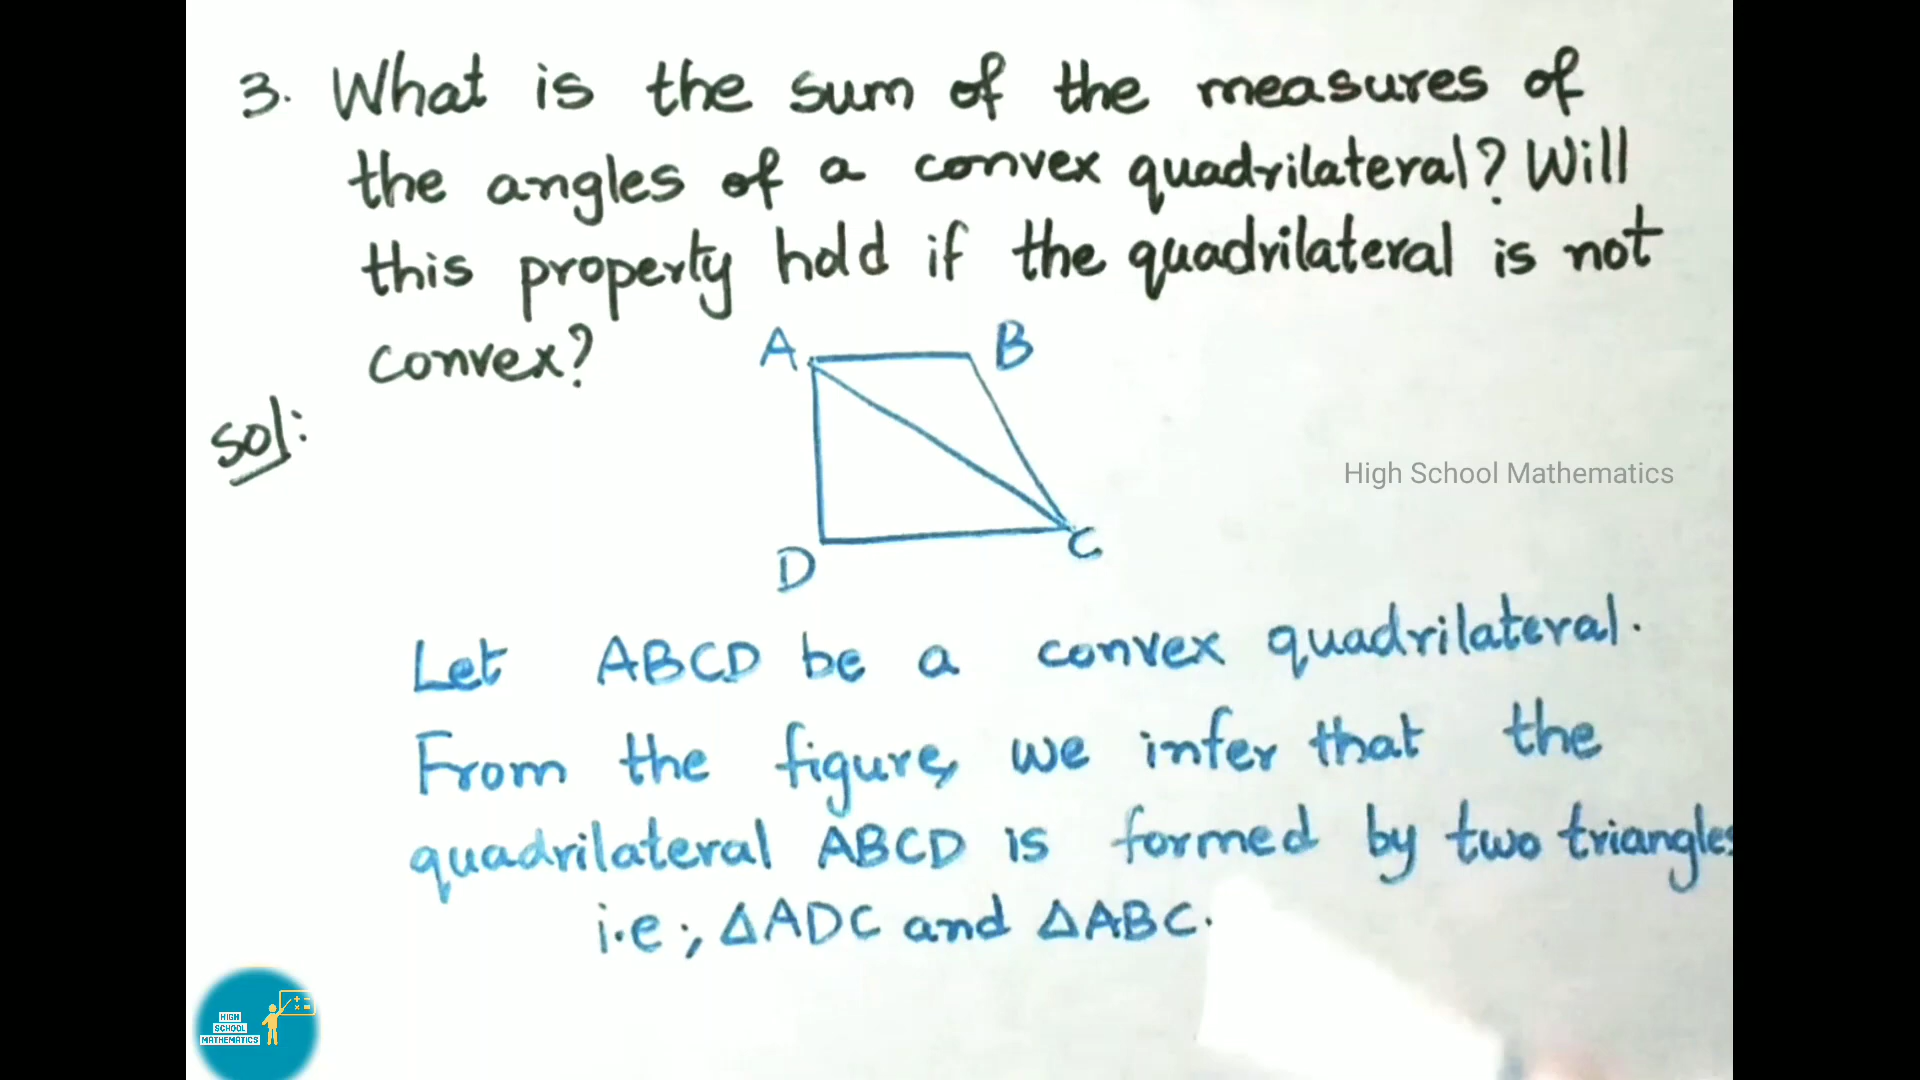 3. What is the sum of the measures of
the angles of a convex quadrilateral? Will
this property hold if the quadrilateral is not
convex?
A B
sol:
High School Mathematics
D C
Let ABCD be a convex quadrilateral.
From the figure, we infer that the
quadrilateral ABCD is formed by two triangles
i.e; ΔADC and ΔABC.
HIGH
SCHOOL
MATHEMATICS